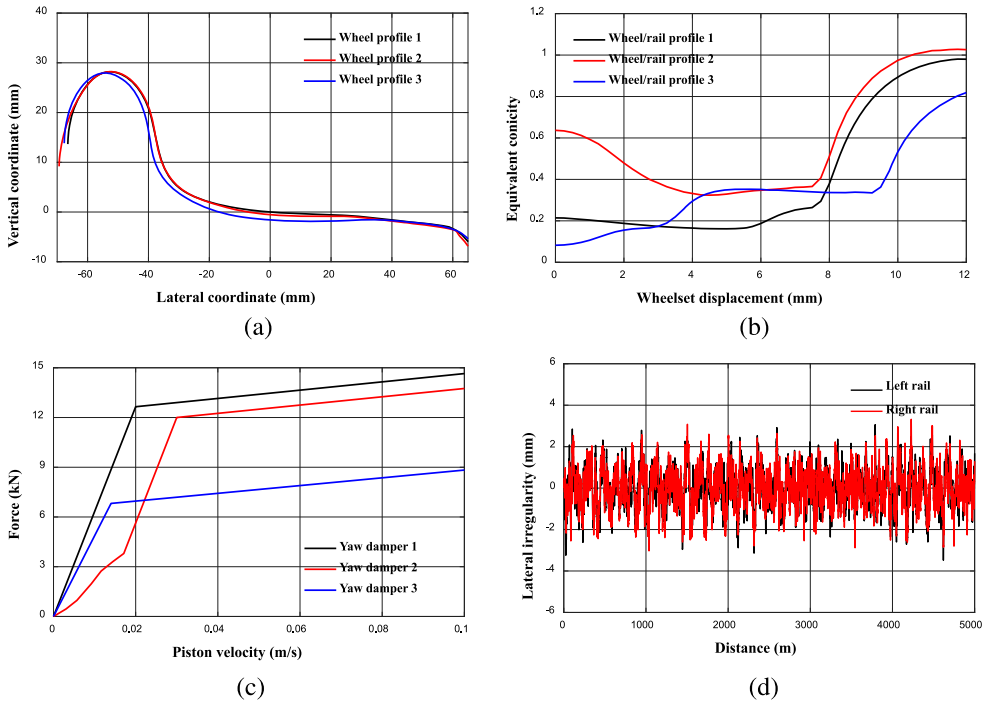 40
30
20
10
0
-10
Vertical coordinate (mm)
Wheel profile 1
Wheel profile 2
Wheel profile 3
-60 -40 -20 0 20 40 60
Lateral coordinate (mm)
(a)
1.2
1
0.8
0.6
0.4
0.2
0
Equivalent conicity
Wheel/rail profile 1
Wheel/rail profile 2
Wheel/rail profile 3
0 2 4 6 8 10 12
Wheelset displacement (mm)
(b)
15
12
9
6
3
0
Force (kN)
Yaw damper 1
Yaw damper 2
Yaw damper 3
0 0.02 0.04 0.06 0.08 0.1
Piston velocity (m/s)
(c)
6
4
2
0
-2
-4
-6
Lateral irregularity (mm)
Left rail
Right rail
0 1000 2000 3000 4000 5000
Distance (m)
(d)